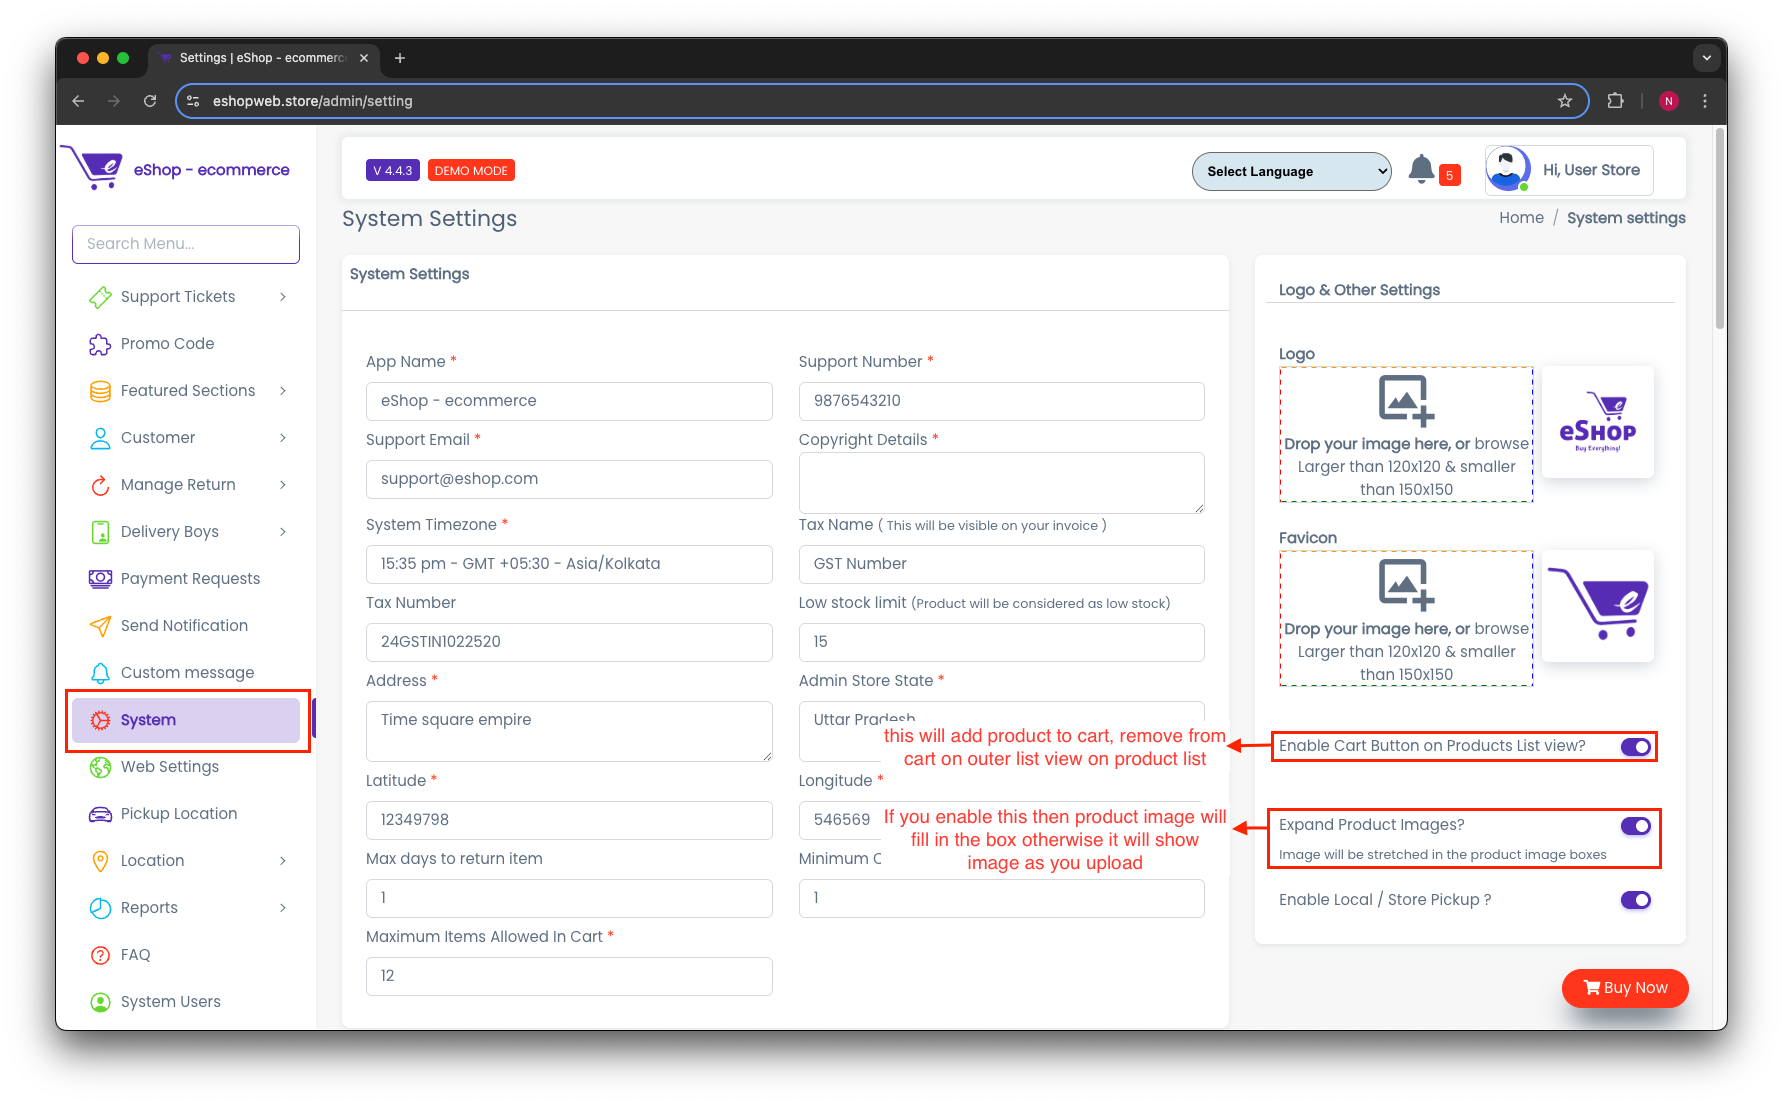 Settings | eShop - ecommerc
eshopweb.store/admin/setting
N
e
eShop - ecommerce
V 4.4.3
DEMO MODE
Select Language
5
Hi, User Store
System Settings
Home / System settings
Search Menu...
Support Tickets
Promo Code
Featured Sections
Customer
Manage Return
Delivery Boys
Payment Requests
Send Notification
Custom message
System
Web Settings
Pickup Location
Location
Reports
FAQ
System Users
System Settings
App Name *
eShop - ecommerce
Support Number *
9876543210
Support Email *
support@eshop.com
Copyright Details *
System Timezone *
15:35 pm - GMT +05:30 - Asia/Kolkata
Tax Name ( This will be visible on your invoice )
GST Number
Tax Number
24GSTIN1022520
Low stock limit (Product will be considered as low stock)
15
Address *
Time square empire
Admin Store State *
Uttar Pradesh
this will add product to cart, remove from
cart on outer list view on product list
Latitude *
12349798
Longitude *
546569
If you enable this then product image will
fill in the box otherwise it will show
image as you upload
Max days to return item
1
Minimum C
1
Maximum Items Allowed In Cart *
12
Logo & Other Settings
Logo
Drop your image here, or browse
Larger than 120x120 & smaller
than 150x150
e
eSHOP
Buy Everything!
Favicon
Drop your image here, or browse
Larger than 120x120 & smaller
than 150x150
e
Enable Cart Button on Products List view?
Expand Product Images?
Image will be stretched in the product image boxes
Enable Local / Store Pickup ?
Buy Now